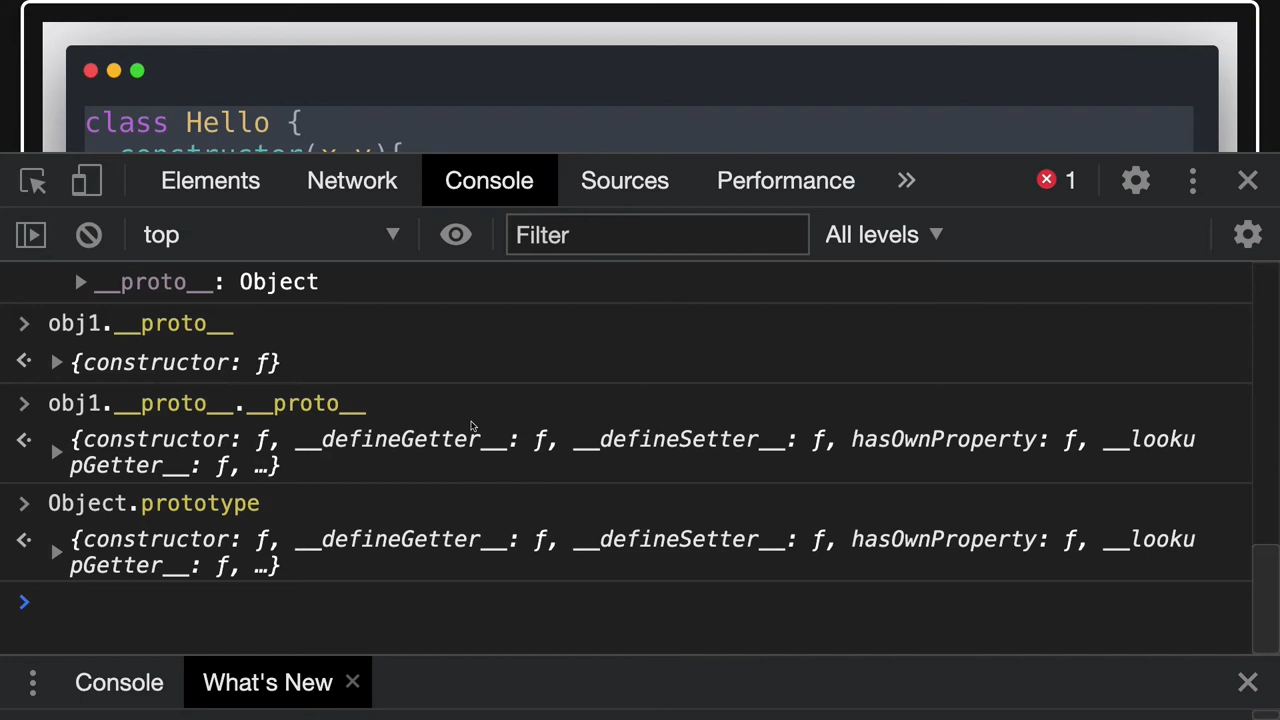 class Hello {
constructor(x,y){
Elements Network Console Sources Performance » 1
top Filter All levels
__proto__: Object
> obj1.__proto__
{constructor: ƒ}
> obj1.__proto__.__proto__
{constructor: ƒ, __defineGetter__: ƒ, __defineSetter__: ƒ, hasOwnProperty: ƒ, __looku
pGetter__: ƒ, …}
> Object.prototype
{constructor: ƒ, __defineGetter__: ƒ, __defineSetter__: ƒ, hasOwnProperty: ƒ, __looku
pGetter__: ƒ, …}
>
Console What's New